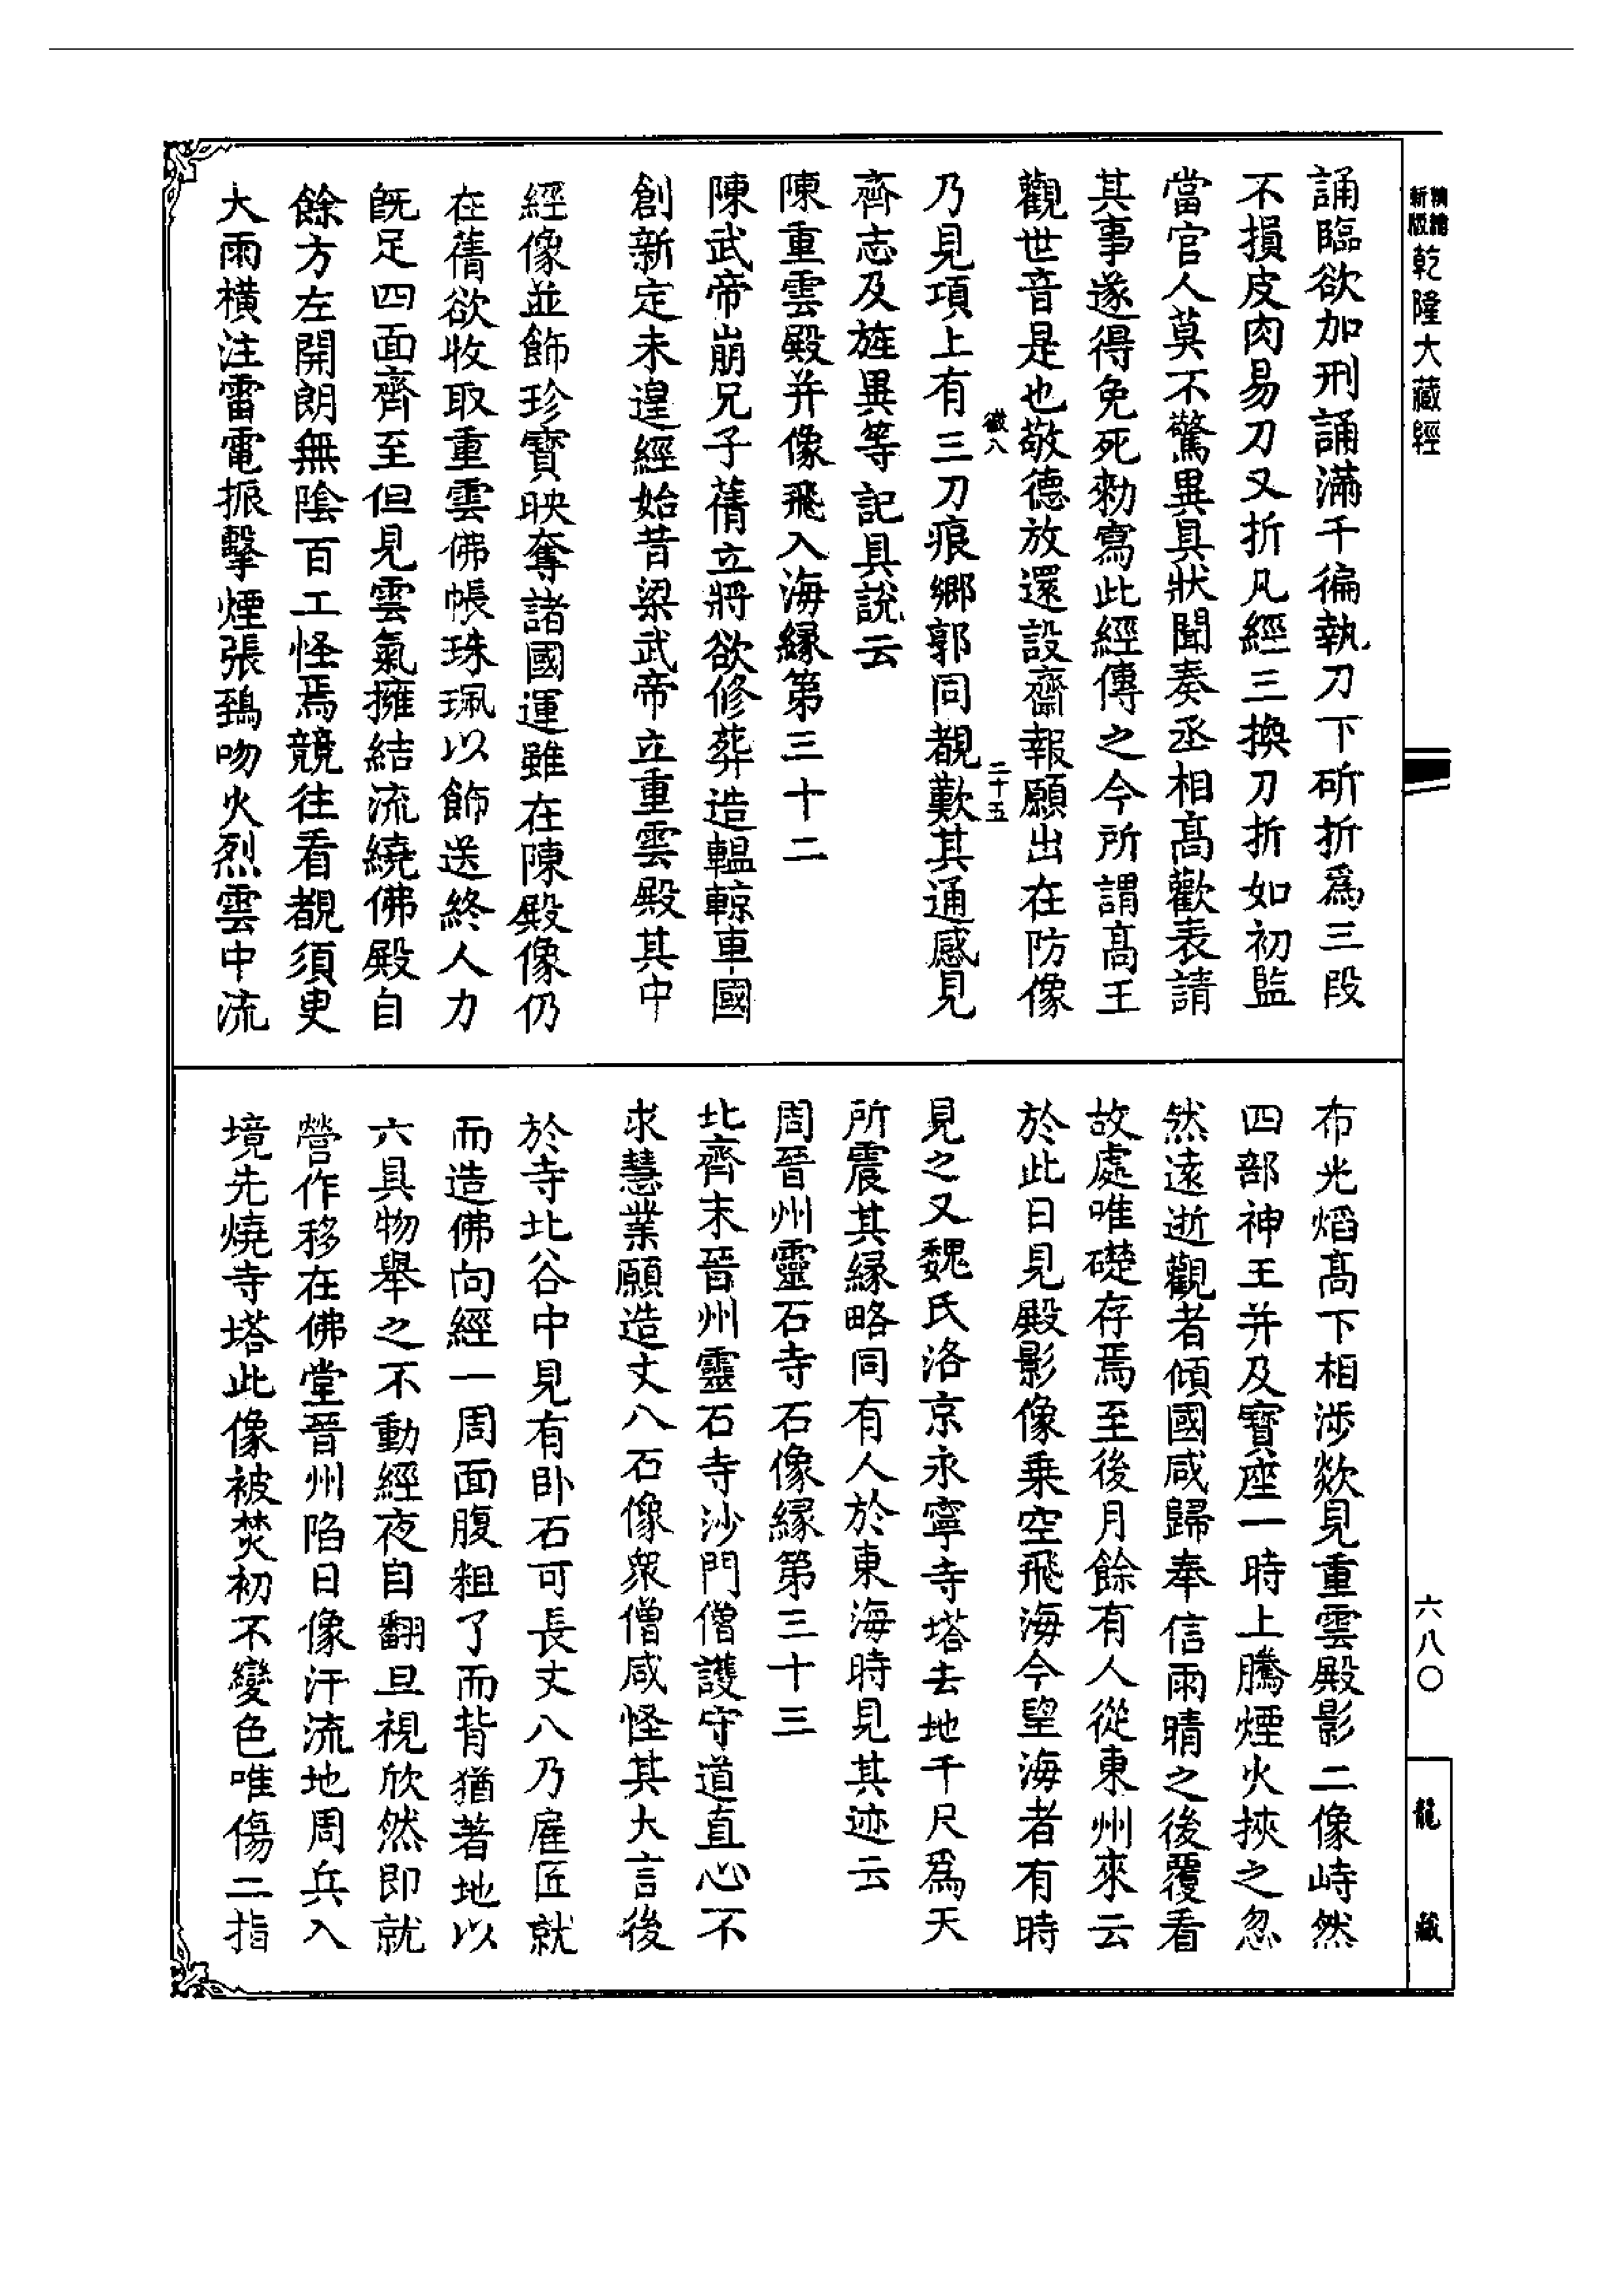 精繕
新版
乾隆大藏經
誦臨欲加刑誦滿千徧執刀下斫折爲三段
不損皮肉易刀又折凡經三換刀折如初監
當官人莫不驚異具狀聞奏丞相高歡表請
其事遂得免死勑寫此經傳之今所謂高王
觀世音是也敬德放還設齋報願出在防像
二十五
乃見項上有三刀痕鄉郭同覩歎其通感見
齊志及旌異等記具說云
陳重雲殿并像飛入海緣第三十二
陳武帝崩兄子蒨立將欲修葬造轀輬車國
創新定未遑經始昔梁武帝立重雲殿其中
經像並飾珍寶映奪諸國運雖在陳殿像仍
在蒨欲收取重雲佛帳珠珮以飾送終人力
旣足四面齊至但見雲氣擁結流繞佛殿自
餘方左開朗無陰百工怪焉競往看覩須臾
大雨橫注雷電振擊煙張鵄吻火烈雲中流
布光熖高下相涉欻見重雲殿影二像峙然
四部神王并及寶座一時上騰煙火挾之忽
然遠逝觀者傾國咸歸奉信雨晴之後覆看
故處唯礎存焉至後月餘有人從東州來云
於此日見殿影像乗空飛海今望海者有時
見之又魏氏洛京永寧寺塔去地千尺爲天
所震其緣略同有人於東海時見其迹云
周晉州靈石寺石像緣第三十三
北齊末晉州靈石寺沙門僧護守道直心不
求慧業願造丈八石像衆僧咸怪其大言後
於寺北谷中見有卧石可長丈八乃雇匠就
而造佛向經一周面腹粗了而背猶著地以
六具物舉之不動經夜自翻旦視欣然即就
營作移在佛堂晉州陷日像汗流地周兵入
境先燒寺塔此像被焚初不變色唯傷二指
六八〇
龍藏